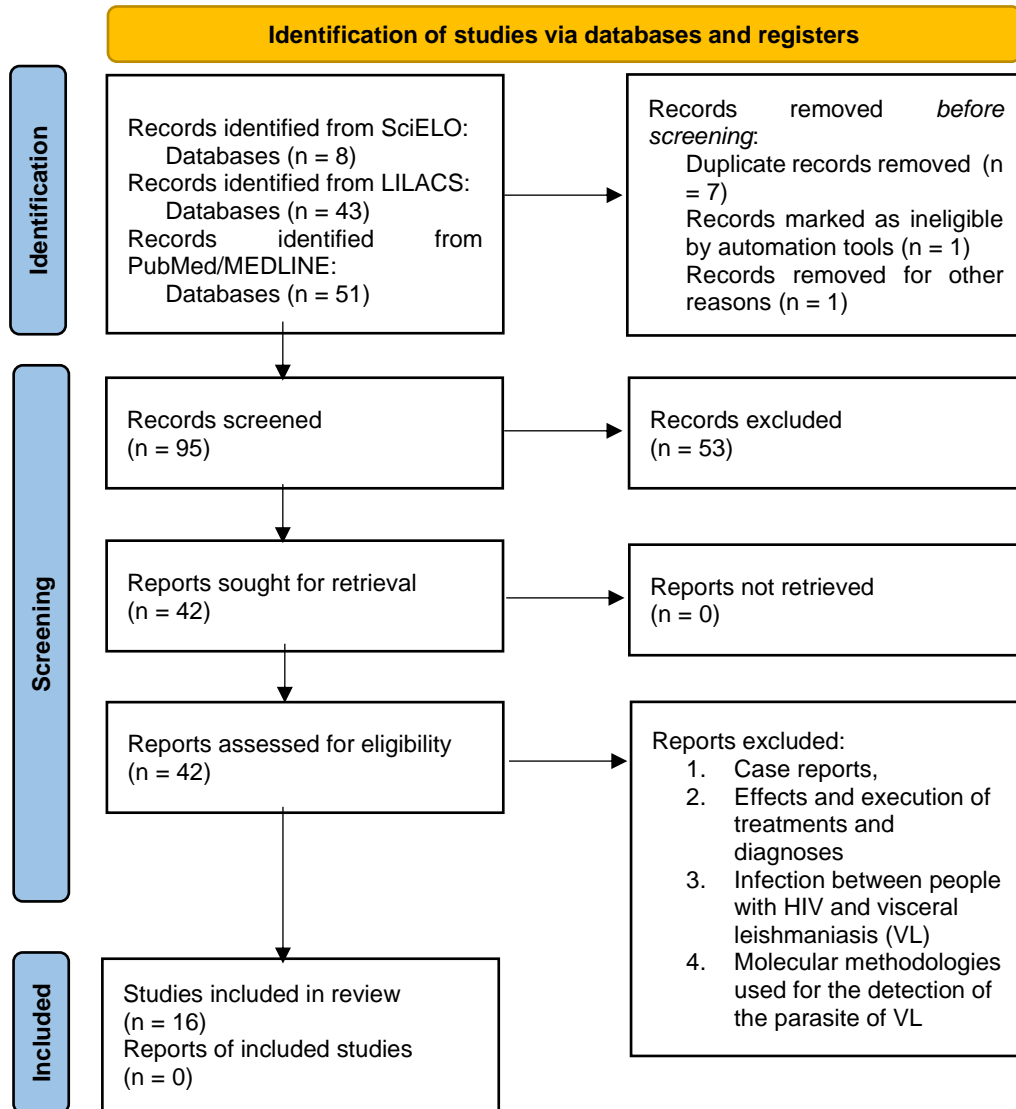 Identification of studies via databases and registers
Identification
Records identified from SciELO:
Databases (n = 8)
Records identified from LILACS:
Databases (n = 43)
Records identified from
PubMed/MEDLINE:
Databases (n = 51)
Records removed before
screening:
Duplicate records removed (n
= 7)
Records marked as ineligible
by automation tools (n = 1)
Records removed for other
reasons (n = 1)
Screening
Records screened
(n = 95)
Records excluded
(n = 53)
Reports sought for retrieval
(n = 42)
Reports not retrieved
(n = 0)
Reports assessed for eligibility
(n = 42)
Reports excluded:
1. Case reports,
2. Effects and execution of
treatments and
diagnoses
3. Infection between people
with HIV and visceral
leishmaniasis (VL)
4. Molecular methodologies
used for the detection of
the parasite of VL
Included
Studies included in review
(n = 16)
Reports of included studies
(n = 0)